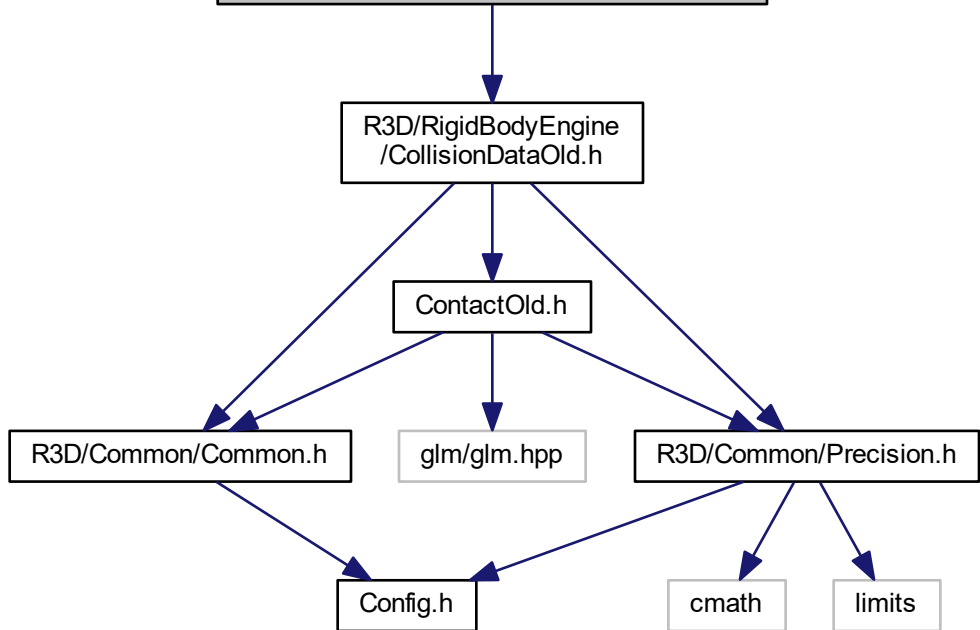 R3D/RigidBodyEngine
/CollisionDataOld.h
ContactOld.h
R3D/Common/Common.h
glm/glm.hpp
R3D/Common/Precision.h
Config.h
cmath
limits